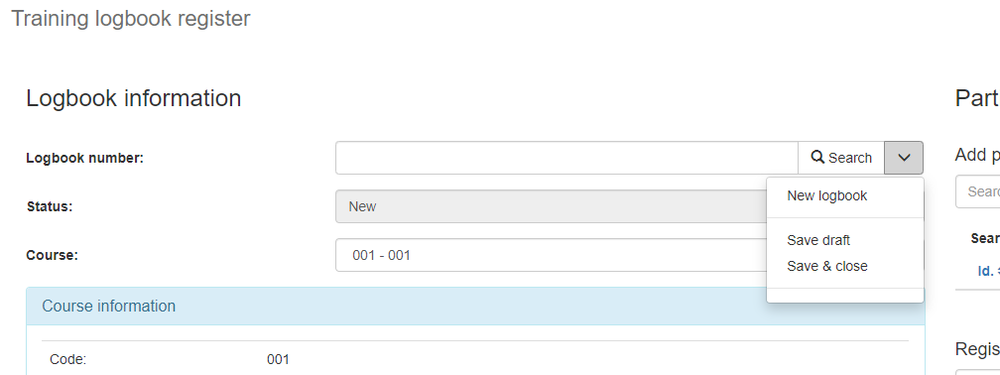 Training logbook register
Logbook information
Part
Logbook number:
Search
Add p
New logbook
Sear
Status:
New
Save draft
Sear
Course:
001 - 001
Save & close
Id.
Course information
Code:
001
Regis